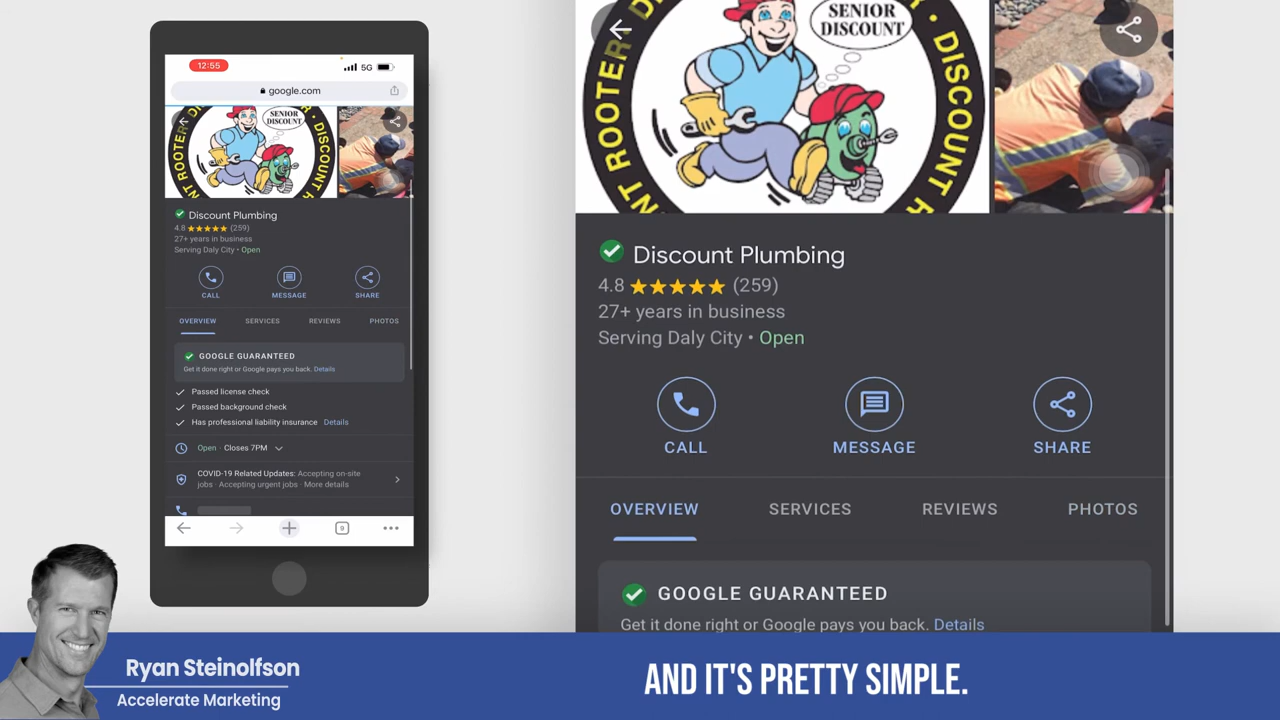 12:55
5G
google.com
SENIOR
DISCOUNT
Discount Plumbing
4.8 ★★★★★ (259)
27+ years in business
Serving Daly City • Open
CALL MESSAGE SHARE
OVERVIEW SERVICES REVIEWS PHOTOS
GOOGLE GUARANTEED
Get it done right or Google pays you back. Details
Passed license check
Passed background check
Has professional liability insurance Details
Open · Closes 7PM
COVID-19 Related Updates: Accepting on-site
jobs · Accepting urgent jobs · More details
9
SENIOR
DISCOUNT
ROOTER • DISCOUNT
Discount Plumbing
4.8 ★★★★★ (259)
27+ years in business
Serving Daly City • Open
CALL MESSAGE SHARE
OVERVIEW SERVICES REVIEWS PHOTOS
GOOGLE GUARANTEED
Get it done right or Google pays you back. Details
Ryan Steinolfson
Accelerate Marketing
AND IT'S PRETTY SIMPLE.